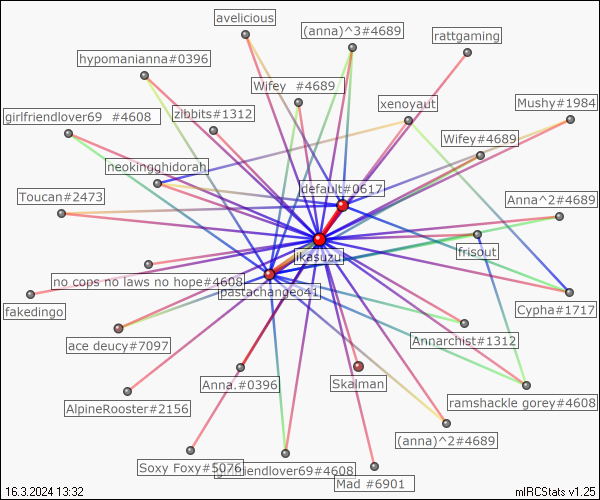 avelicious
(anna)^3#4689
rattgaming
hypomanianna#0396
Wifey #4689
xenoyaut
Mushy#1984
girlfriendlover69 #4608
zibbits#1312
Wifey#4689
neokingghidorah
default#0617
Toucan#2473
Anna^2#4689
jikasuzu
frisout
no cops no laws no hope#4608
pastachangeo41
fakedingo
Cypha#1717
ace deucy#7097
Annarchist#1312
Anna.#0396
Skalman
AlpineRooster#2156
ramshackle gorey#4608
(anna)^2#4689
Soxy Foxy#5076
girlfriendlover69#4608
Mad #6901
16.3.2024 13:32
mIRCStats v1.25